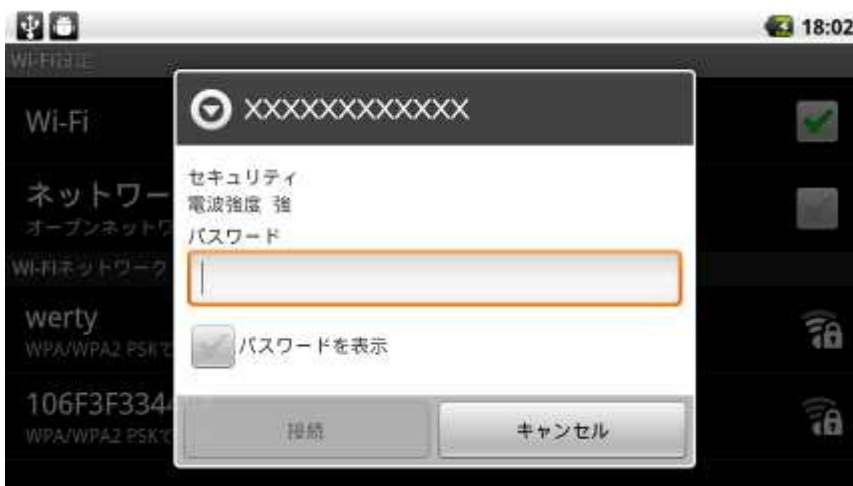 18:02
Wi-Fi設定
Wi-Fi
ネットワー
オープンネットワ
Wi-Fiネットワーク
werty
WPA/WPA2 PSKで
106F3F334
WPA/WPA2 PSKで
XXXXXXXXXXXX
セキュリティ
電波強度 強
パスワード
パスワードを表示
接続
キャンセル